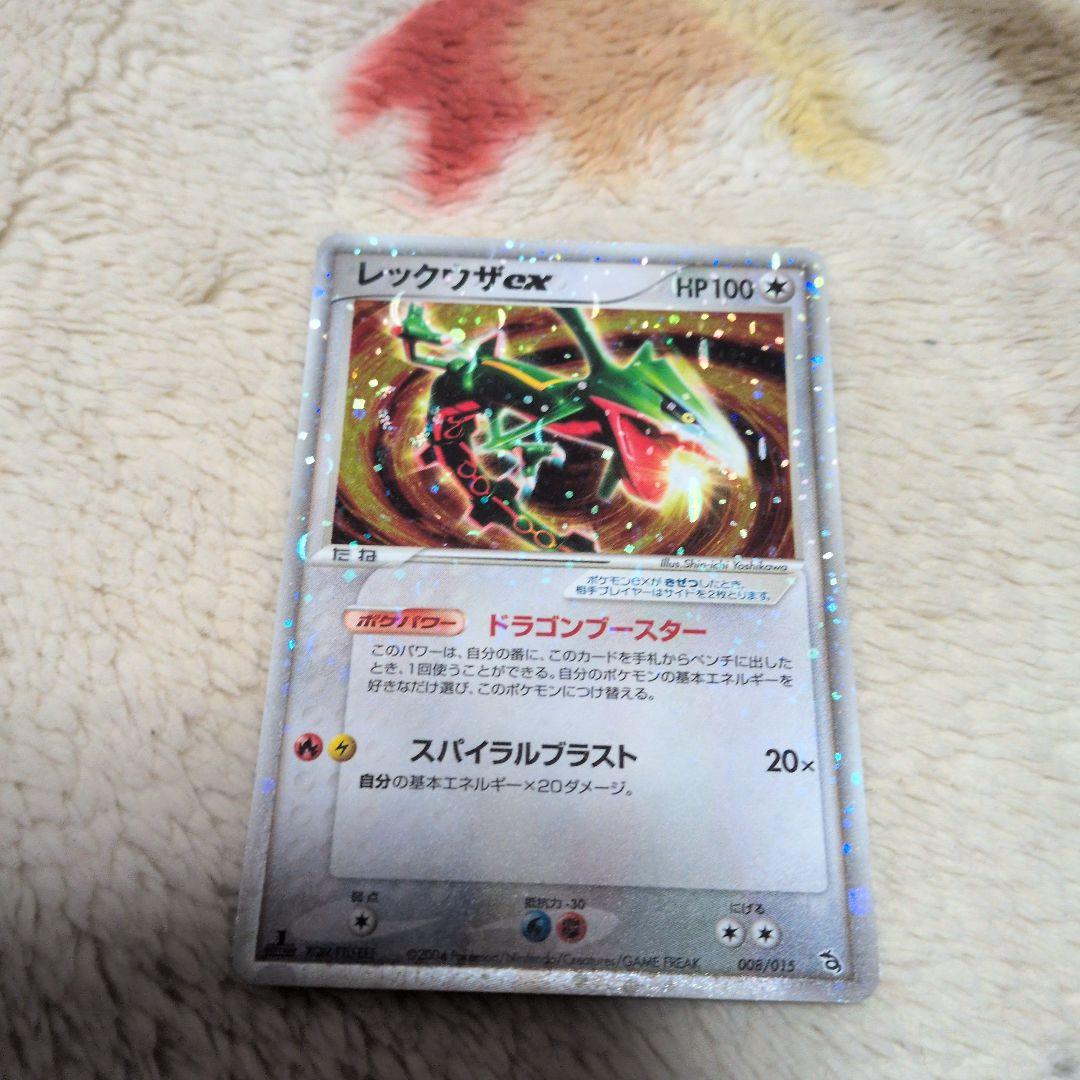 レックウザex HP100
たね
Illus.Shin-ichi Yoshikawa
ポケモンexがきぜつしたとき、
相手プレイヤーはサイドを2枚とります。
ポケパワー ドラゴンブースター
このパワーは、自分の番に、このカードを手札からベンチに出した
とき、1回使うことができる。自分のポケモンの基本エネルギーを
好きなだけ選び、このポケモンにつけ替える。
スパイラルブラスト 20×
自分の基本エネルギー×20ダメージ。
弱点 抵抗力 -30 にげる
1
©2004 Pokémon/Nintendo/Creatures/GAME FREAK 008/015